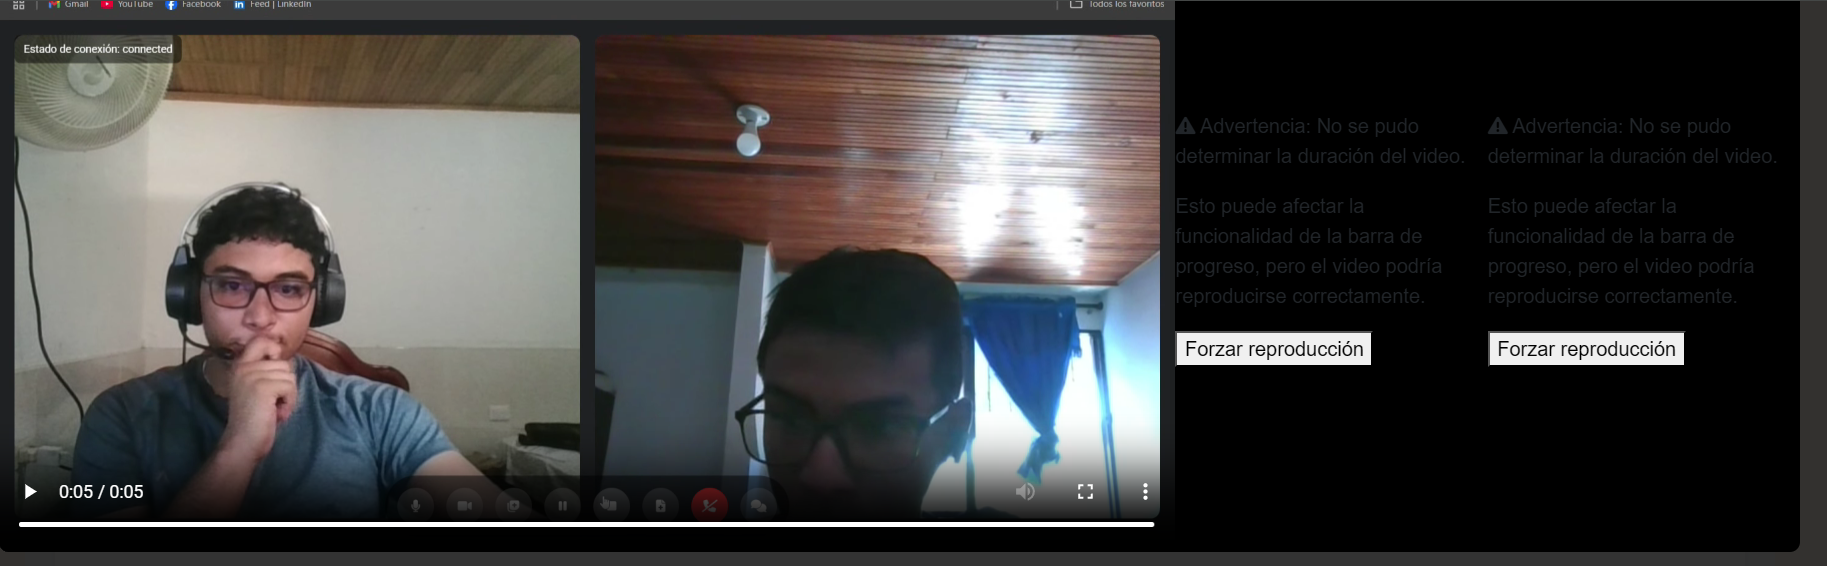 Gmail YouTube Facebook Feed | LinkedIn Todos los favoritos
Estado de conexión: connected
Advertencia: No se pudo
determinar la duración del video.
Esto puede afectar la
funcionalidad de la barra de
progreso, pero el video podría
reproducirse correctamente.
Forzar reproducción
Advertencia: No se pudo
determinar la duración del video.
Esto puede afectar la
funcionalidad de la barra de
progreso, pero el video podría
reproducirse correctamente.
Forzar reproducción
0:05 / 0:05